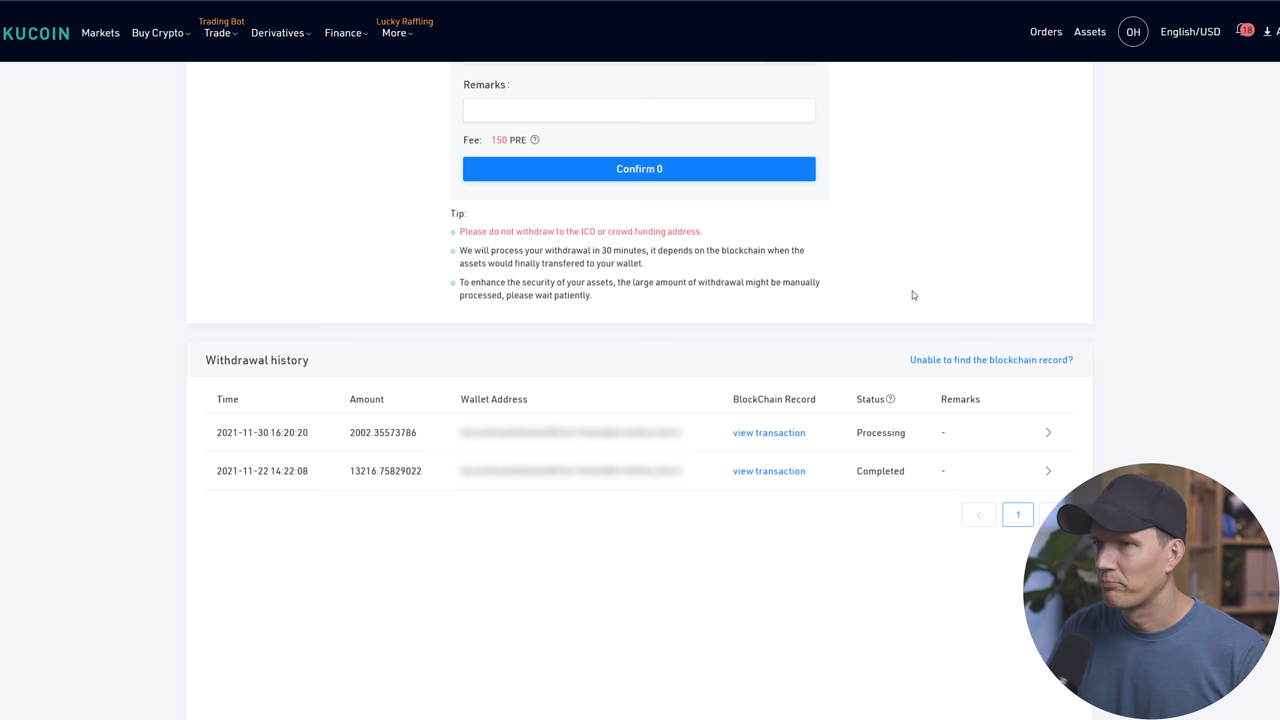 KUCOIN
Markets
Buy Crypto
Trading Bot
Trade
Derivatives
Finance
Lucky Raffling
More
Orders
Assets
OH
English/USD
18
Remarks :
Fee: 150 PRE
Confirm 0
Tip:
Please do not withdraw to the ICO or crowd funding address.
We will process your withdrawal in 30 minutes, it depends on the blockchain when the
assets would finally transfered to your wallet.
To enhance the security of your assets, the large amount of withdrawal might be manually
processed, please wait patiently.
Withdrawal history
Unable to find the blockchain record?
Time Amount Wallet Address BlockChain Record Status Remarks
2021-11-30 16:20:20 2002.35573786 view transaction Processing -
2021-11-22 14:22:08 13216.75829022 view transaction Completed -
1